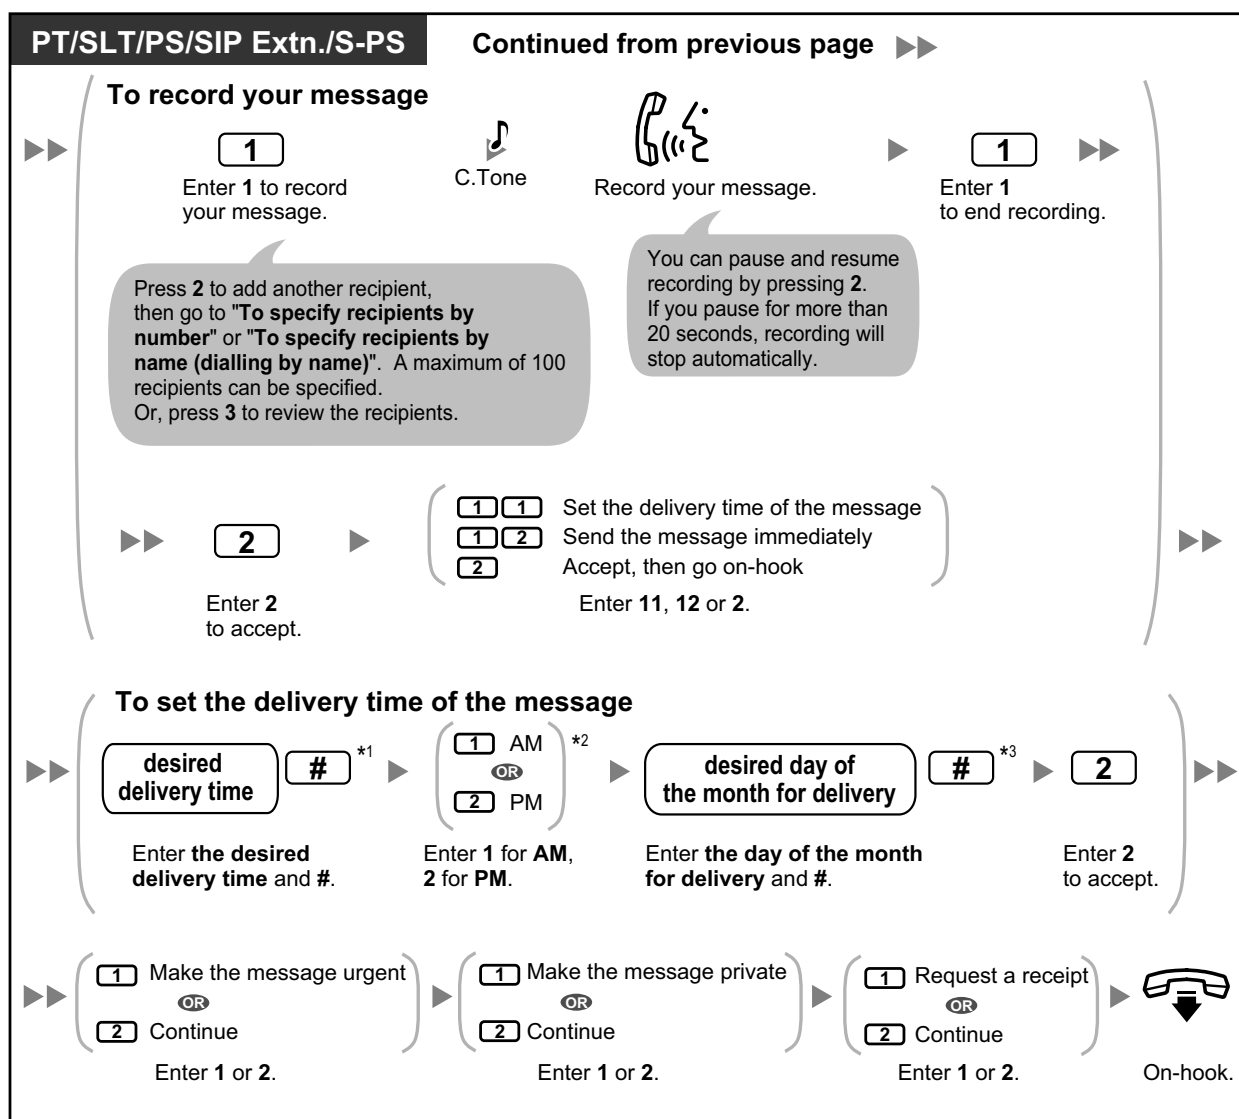 PT/SLT/PS/SIP Extn./S-PS
Continued from previous page
To record your message
1
C.Tone
1
Enter 1 to record
your message.
Record your message.
Enter 1
to end recording.
Press 2 to add another recipient,
then go to "To specify recipients by
number" or "To specify recipients by
name (dialling by name)". A maximum of 100
recipients can be specified.
Or, press 3 to review the recipients.
You can pause and resume
recording by pressing 2.
If you pause for more than
20 seconds, recording will
stop automatically.
2
Enter 2
to accept.
1 1 Set the delivery time of the message
1 2 Send the message immediately
2 Accept, then go on-hook
Enter 11, 12 or 2.
To set the delivery time of the message
desired
delivery time
# *1
Enter the desired
delivery time and #.
1 AM *2
OR
2 PM
Enter 1 for AM,
2 for PM.
desired day of
the month for delivery
# *3
Enter the day of the month
for delivery and #.
2
Enter 2
to accept.
1 Make the message urgent
OR
2 Continue
Enter 1 or 2.
1 Make the message private
OR
2 Continue
Enter 1 or 2.
1 Request a receipt
OR
2 Continue
Enter 1 or 2.
On-hook.